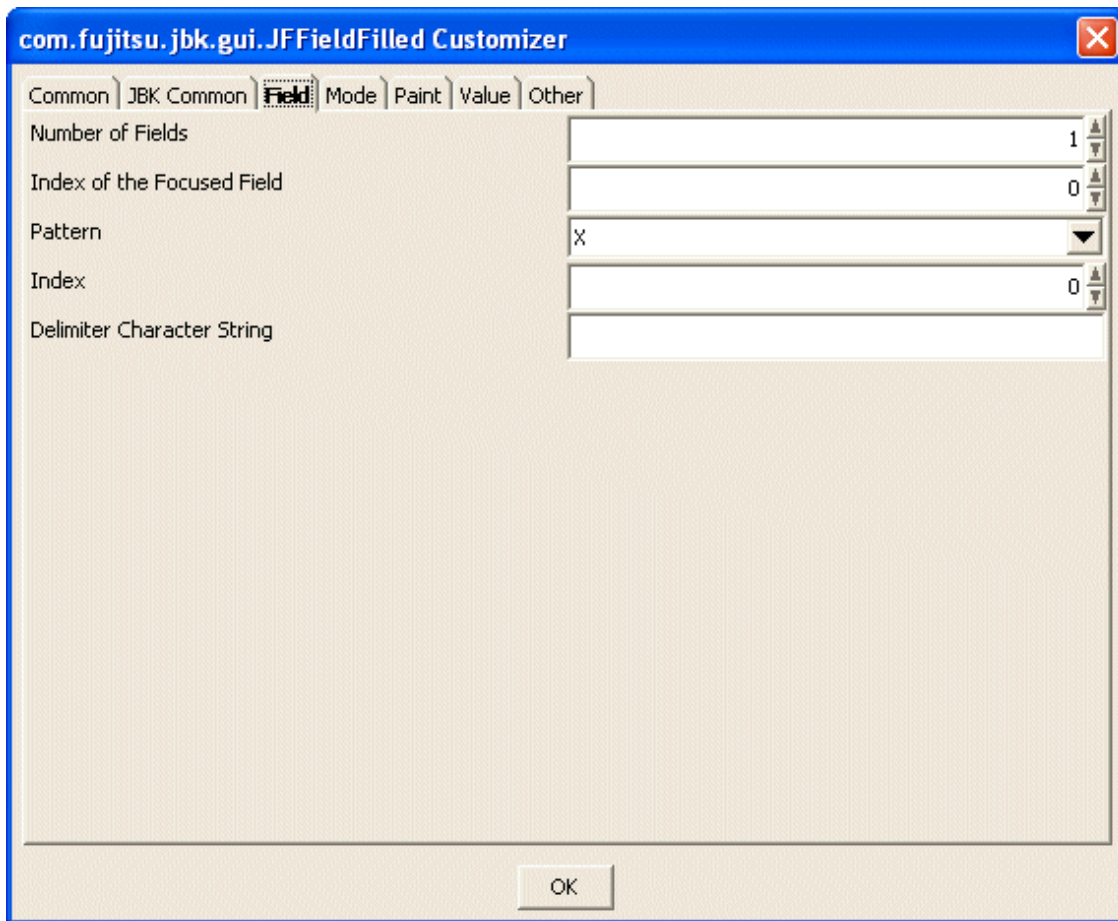 com.fujitsu.jbk.gui.JFFieldFilled Customizer
Common JBK Common Field Mode Paint Value Other
Number of Fields 1
Index of the Focused Field 0
Pattern X
Index 0
Delimiter Character String
OK